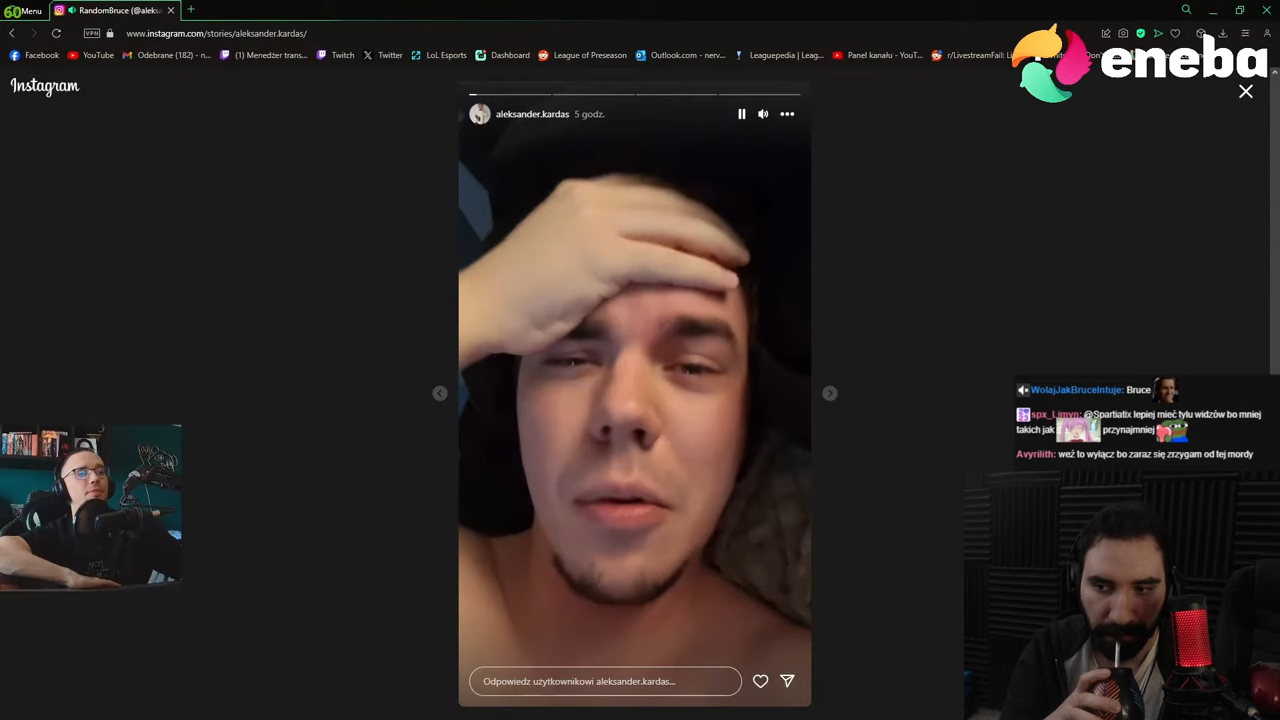 Menu
RandomBruce (@aleks
VPN
www.instagram.com/stories/aleksander.kardas/
Facebook
YouTube
Odebrane (182) - n...
(1) Menedżer trans...
Twitch
Twitter
LoL Esports
Dashboard
League of Preseason
Outlook.com - nerv...
Leaguepedia | Leag...
Panel kanału - YouT...
r/LivestreamFail: Li
eneba
Instagram
aleksander.kardas 5 godz.
WolajJakBruceIntuje: Bruce
spx_Limyn: @Spartiatix lepiej mieć tylu widzów bo mniej
takich jak przynajmniej
Avyrilith: weź to wyłącz bo zaraz się zrzygam od tej mordy
Odpowiedz użytkownikowi aleksander.kardas...